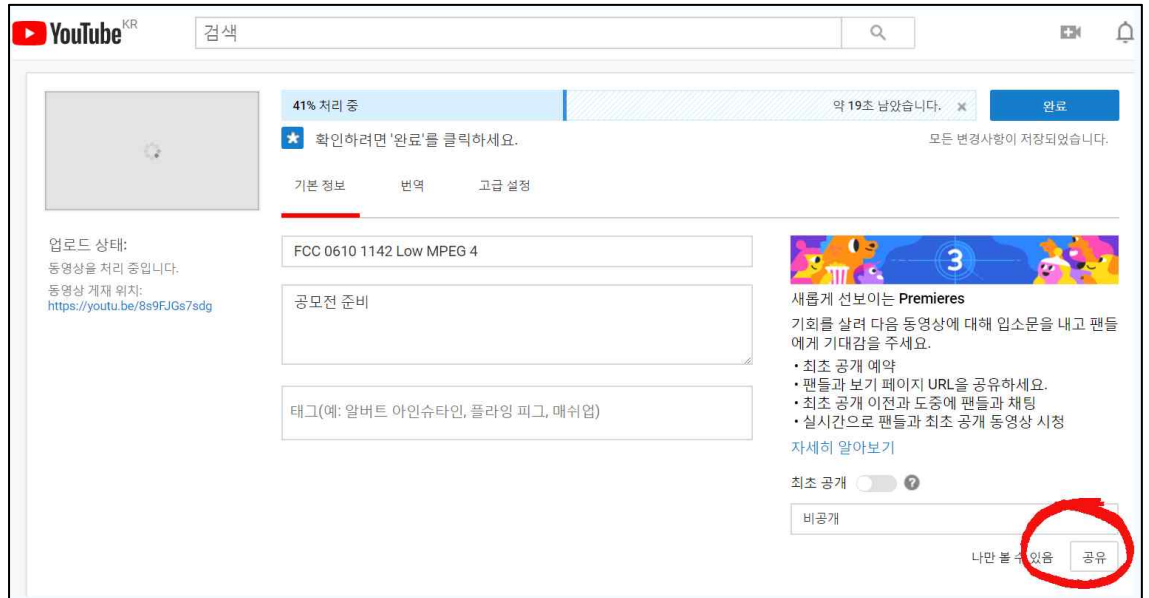 YouTube KR
검색
41% 처리 중
약 19초 남았습니다. ×
완료
확인하려면 '완료'를 클릭하세요.
모든 변경사항이 저장되었습니다.
기본 정보
번역
고급 설정
업로드 상태:
동영상을 처리 중입니다.
동영상 게재 위치:
https://youtu.be/8s9FJGs7sdg
FCC 0610 1142 Low MPEG 4
공모전 준비
태그(예: 알버트 아인슈타인, 플라잉 피그, 매쉬업)
3
새롭게 선보이는 Premieres
기회를 살려 다음 동영상에 대해 입소문을 내고 팬들
에게 기대감을 주세요.
• 최초 공개 예약
• 팬들과 보기 페이지 URL을 공유하세요.
• 최초 공개 이전과 도중에 팬들과 채팅
• 실시간으로 팬들과 최초 공개 동영상 시청
자세히 알아보기
최초 공개 ?
비공개
나만 볼 수 있음
공유